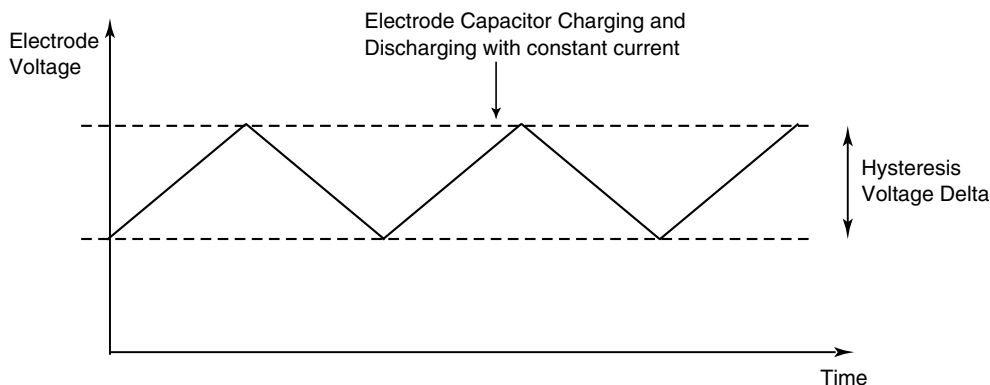 Electrode Capacitor Charging and
Discharging with constant current
Electrode
Voltage
Hysteresis
Voltage Delta
Time